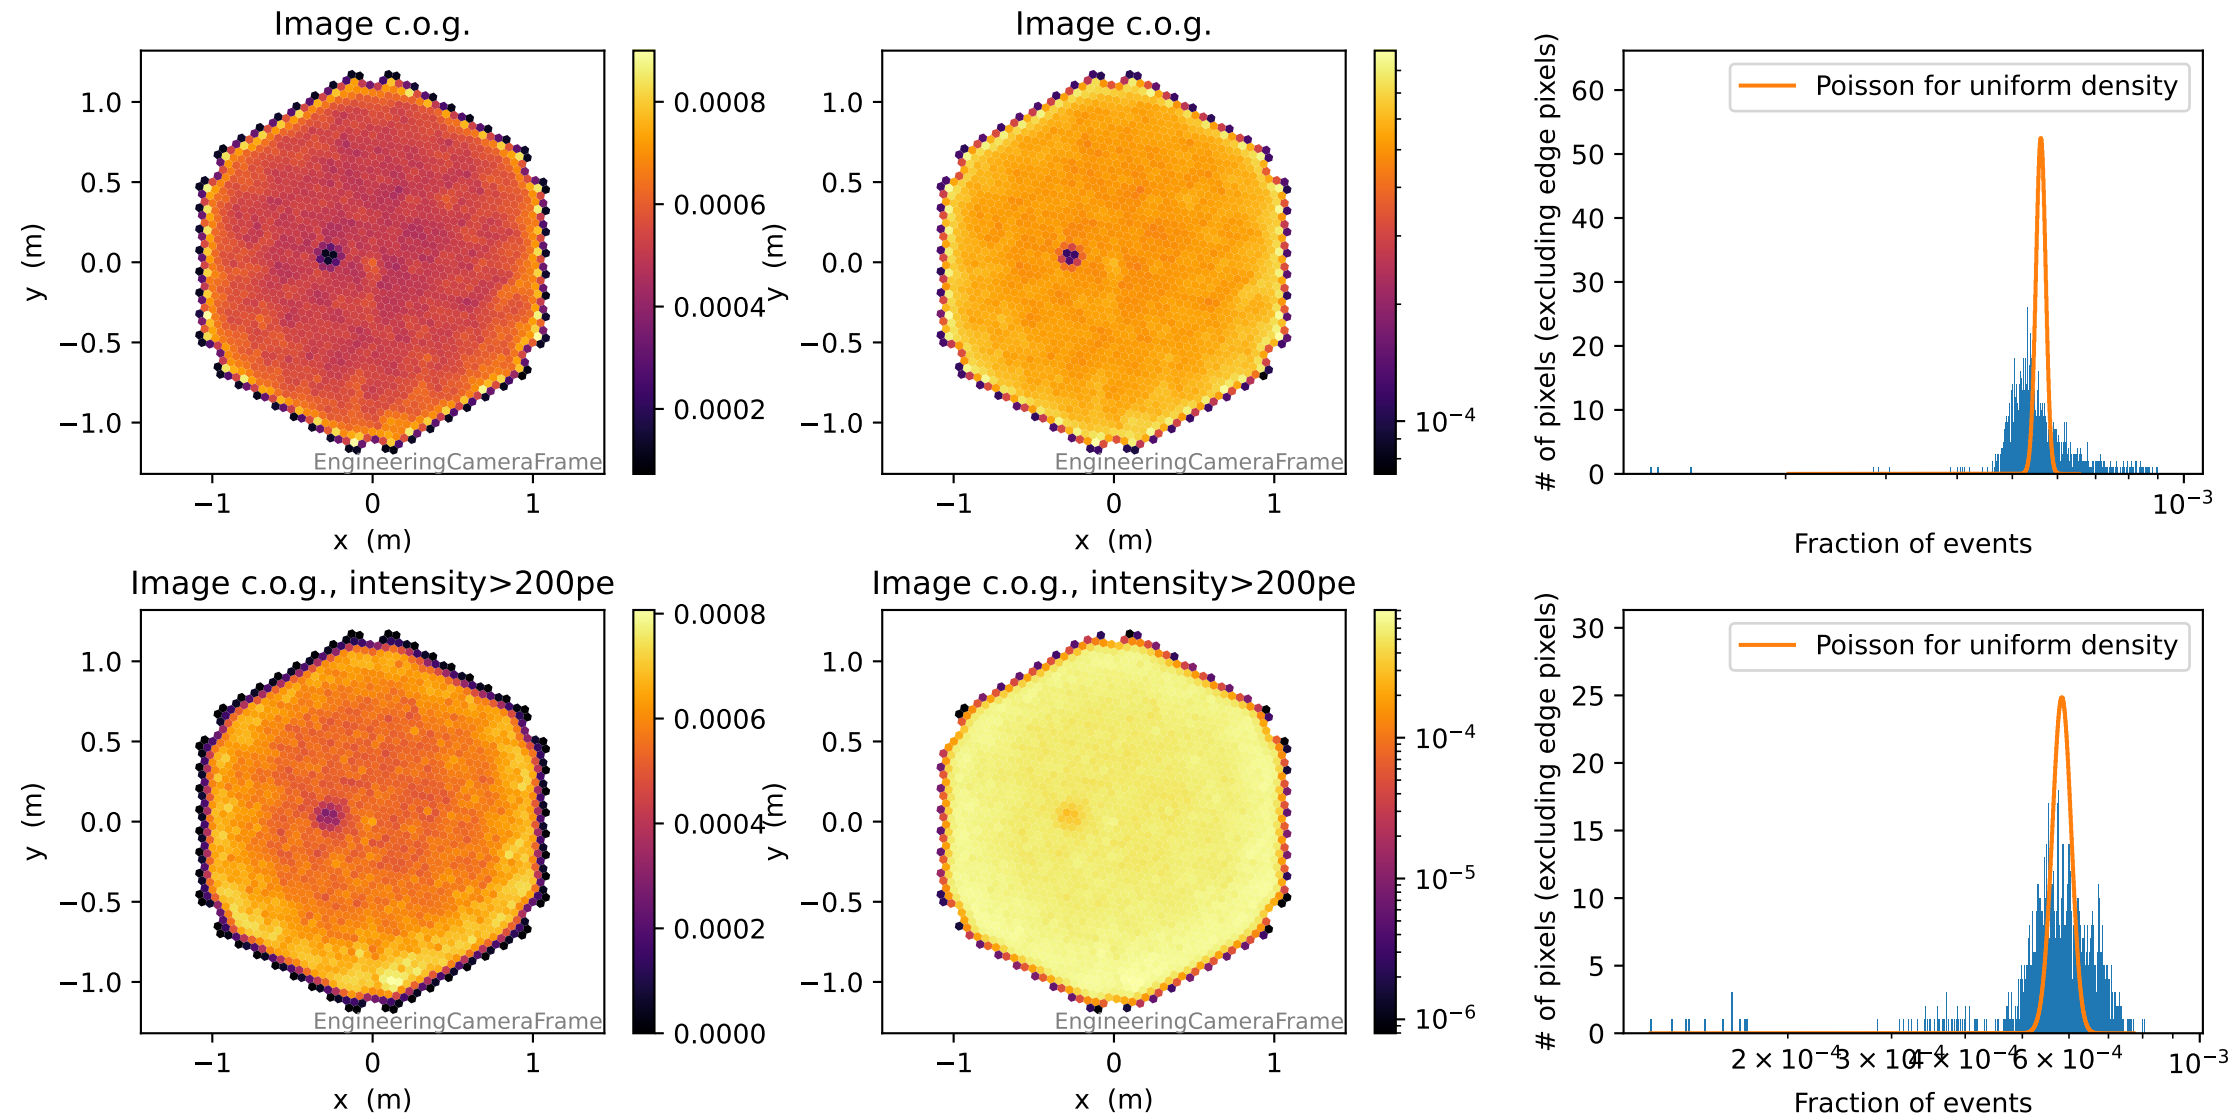 Image c.o.g.
1.0
0.5
0.0
−0.5
−1.0
y (m)
−1 0 1
x (m)
EngineeringCameraFrame
0.0008
0.0006
0.0004
0.0002
Image c.o.g.
1.0
0.5
0.0
−0.5
−1.0
y (m)
−1 0 1
x (m)
EngineeringCameraFrame
10⁻⁴
# of pixels (excluding edge pixels)
60
50
40
30
20
10
0
Poisson for uniform density
10⁻³
Fraction of events
Image c.o.g., intensity>200pe
1.0
0.5
0.0
−0.5
−1.0
y (m)
−1 0 1
x (m)
EngineeringCameraFrame
0.0008
0.0006
0.0004
0.0002
0.0000
Image c.o.g., intensity>200pe
1.0
0.5
0.0
−0.5
−1.0
y (m)
−1 0 1
x (m)
EngineeringCameraFrame
10⁻⁴
10⁻⁵
10⁻⁶
# of pixels (excluding edge pixels)
30
25
20
15
10
5
0
Poisson for uniform density
2 × 10⁻⁴ 3 × 10⁻⁴ 4 × 10⁻⁴ 6 × 10⁻⁴ 10⁻³
Fraction of events